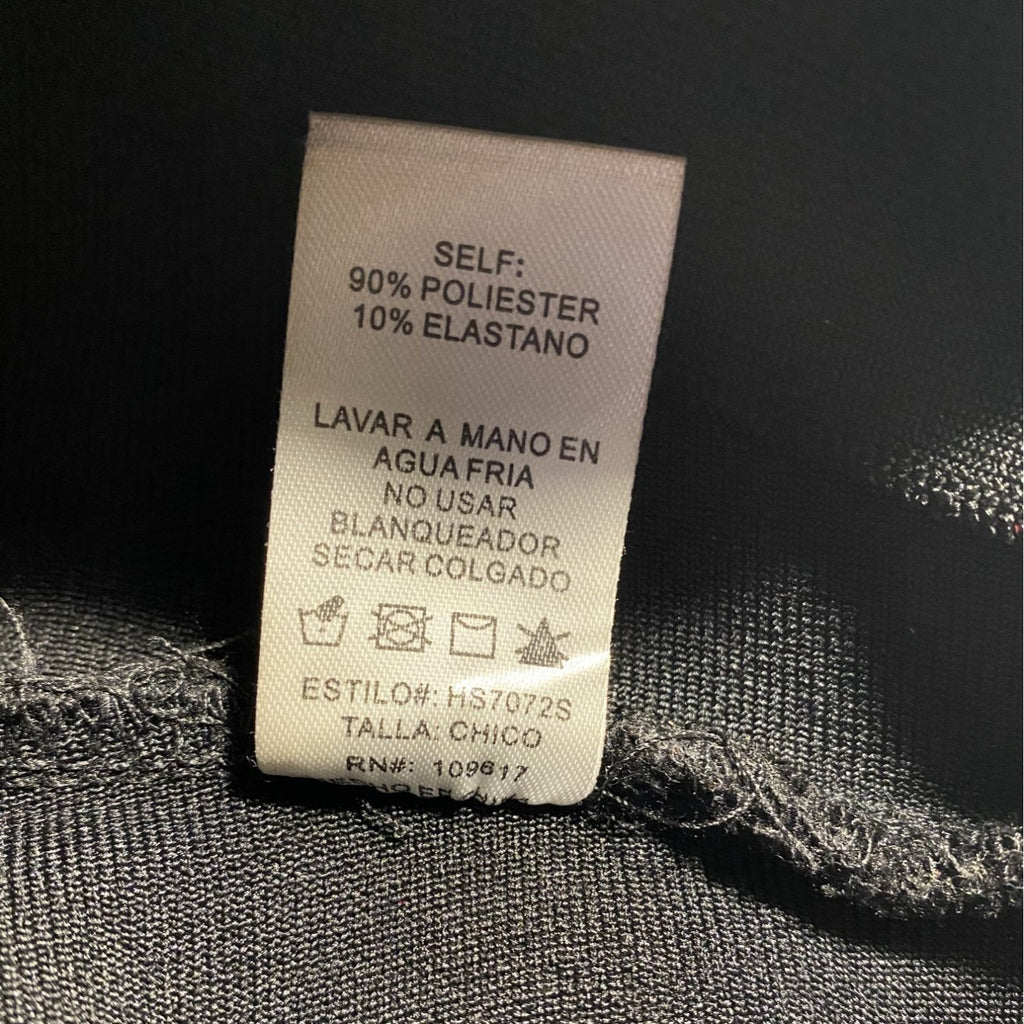 SELF:
90% POLIESTER
10% ELASTANO
LAVAR A MANO EN
AGUA FRIA
NO USAR
BLANQUEADOR
SECAR COLGADO
ESTILO#: HS7072S
TALLA: CHICO
RN#: 109617